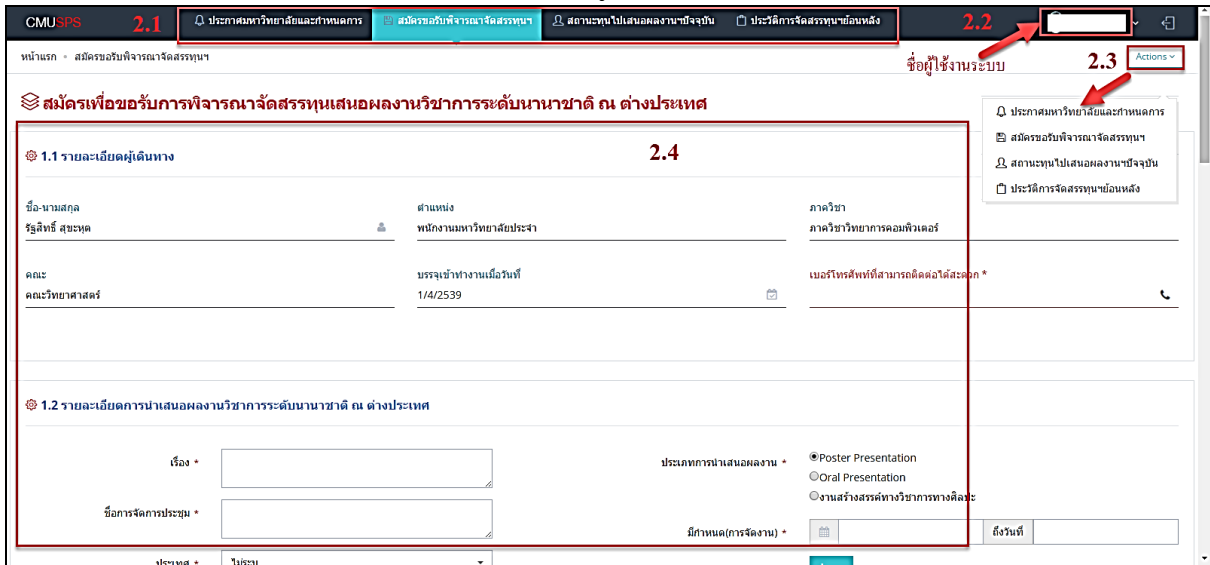 CMUSPS 2.1 ประกาศมหาวิทยาลัยและกำหนดการ สมัครขอรับพิจารณาจัดสรรทุนฯ สถานะทุนไปเสนอผลงานฯปัจจุบัน ประวัติการจัดสรรทุนฯย้อนหลัง 2.2
หน้าแรก สมัครขอรับพิจารณาจัดสรรทุนฯ ชื่อผู้ใช้งานระบบ 2.3 Actions
สมัครเพื่อขอรับการพิจารณาจัดสรรทุนเสนอผลงานวิชาการระดับนานาชาติ ณ ต่างประเทศ
ประกาศมหาวิทยาลัยและกำหนดการ
สมัครขอรับพิจารณาจัดสรรทุนฯ
สถานะทุนไปเสนอผลงานฯปัจจุบัน
ประวัติการจัดสรรทุนฯย้อนหลัง
1.1 รายละเอียดผู้เดินทาง 2.4
ชื่อ-นามสกุล ตำแหน่ง ภาควิชา
รัฐสิทธิ์ สุขะหุต พนักงานมหาวิทยาลัยประจำ ภาควิชาวิทยาการคอมพิวเตอร์
คณะ บรรจุเข้าทำงานเมื่อวันที่ เบอร์โทรศัพท์ที่สามารถติดต่อได้สะดวก *
คณะวิทยาศาสตร์ 1/4/2539
1.2 รายละเอียดการนำเสนอผลงานวิชาการระดับนานาชาติ ณ ต่างประเทศ
เรื่อง * ประเภทการนำเสนอผลงาน * Poster Presentation
Oral Presentation
งานสร้างสรรค์ทางวิชาการทางศิลปะ
ชื่อการจัดการประชุม *
มีกำหนด(การจัดงาน) * ถึงวันที่
ประเทศ * ไม่ระบุ